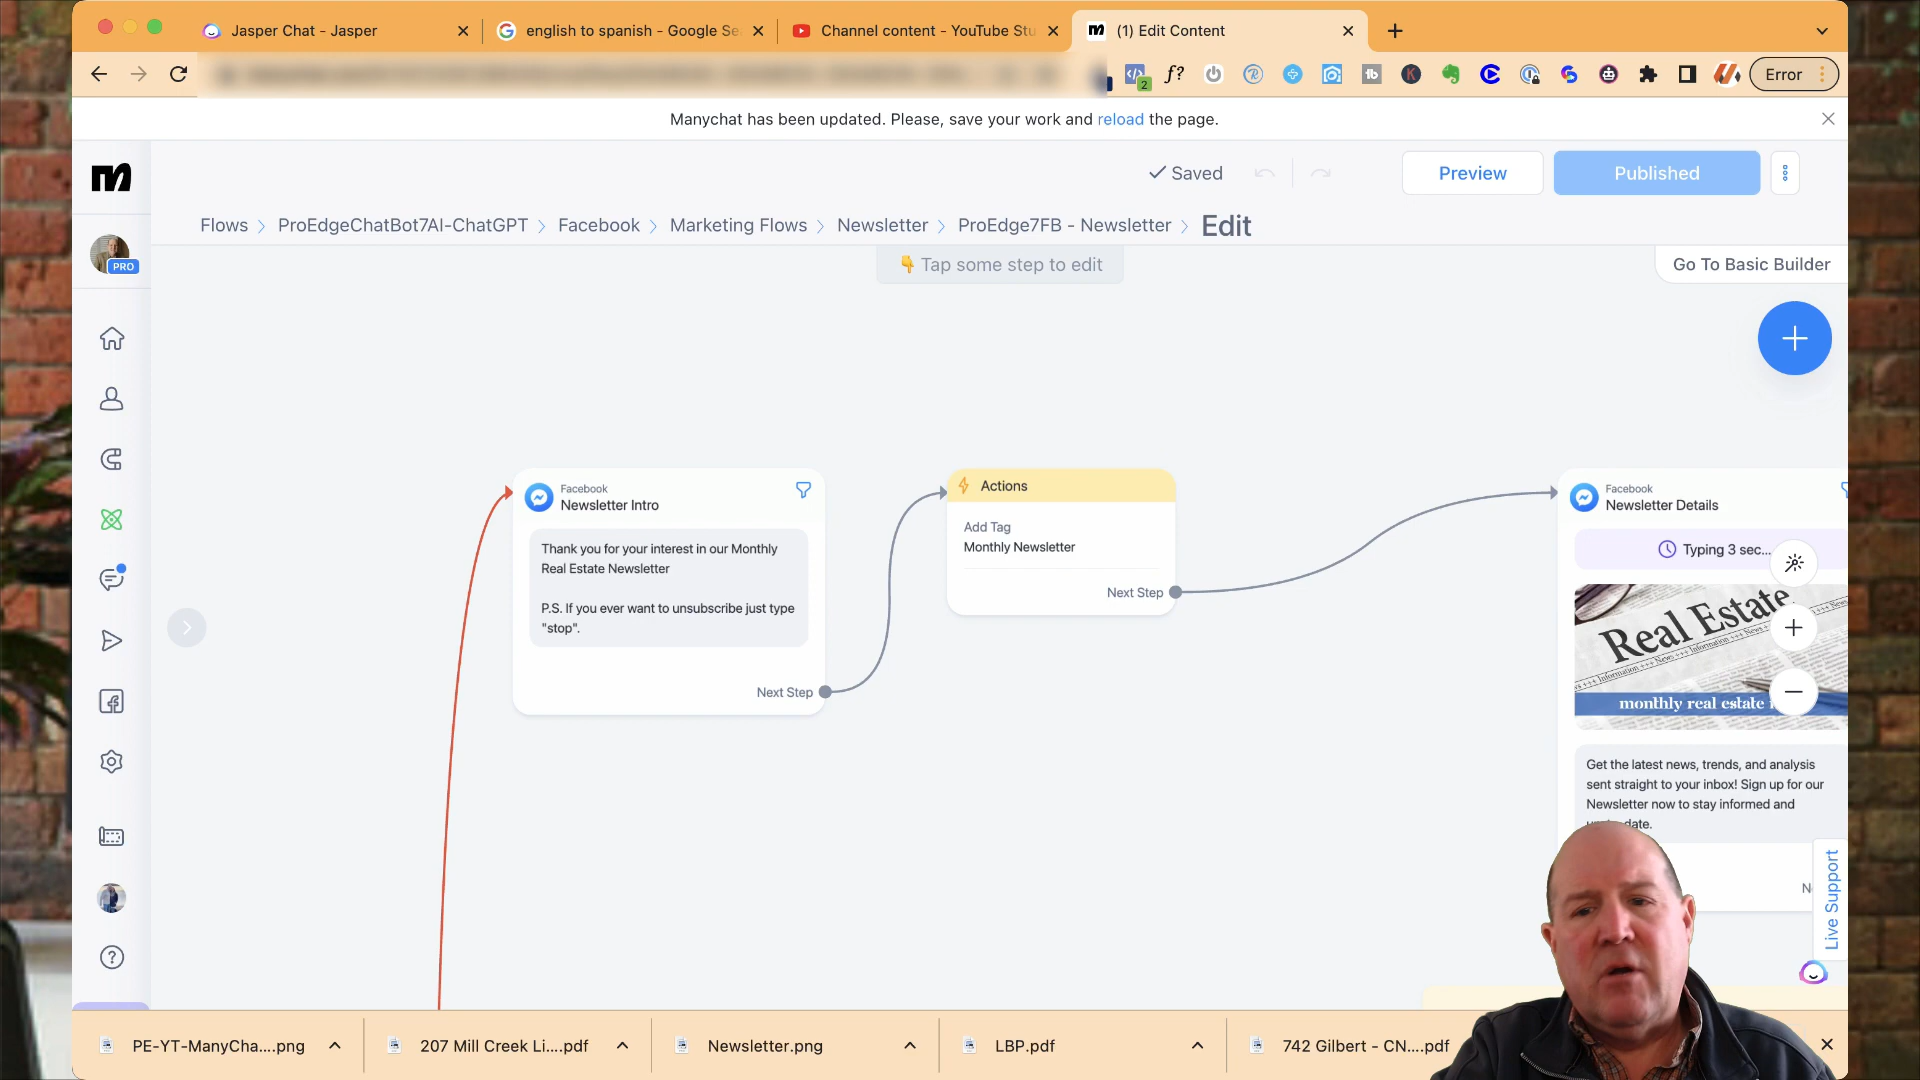 Jasper Chat - Jasper
english to spanish - Google Se
Channel content - YouTube Stu
(1) Edit Content
2
Error
Manychat has been updated. Please, save your work and reload the page.
Saved
Preview
Published
Flows
ProEdgeChatBot7AI-ChatGPT
Facebook
Marketing Flows
Newsletter
ProEdge7FB - Newsletter
Edit
PRO
👇 Tap some step to edit
Go To Basic Builder
Facebook
Newsletter Intro
Thank you for your interest in our Monthly
Real Estate Newsletter
P.S. If you ever want to unsubscribe just type
"stop".
Next Step
Actions
Add Tag
Monthly Newsletter
Next Step
Facebook
Newsletter Details
Typing 3 sec...
Real Estate
monthly real estate
Get the latest news, trends, and analysis
sent straight to your inbox! Sign up for our
Newsletter now to stay informed and
date.
Live Support
PE-YT-ManyCha....png
207 Mill Creek Li....pdf
Newsletter.png
LBP.pdf
742 Gilbert - CN....pdf